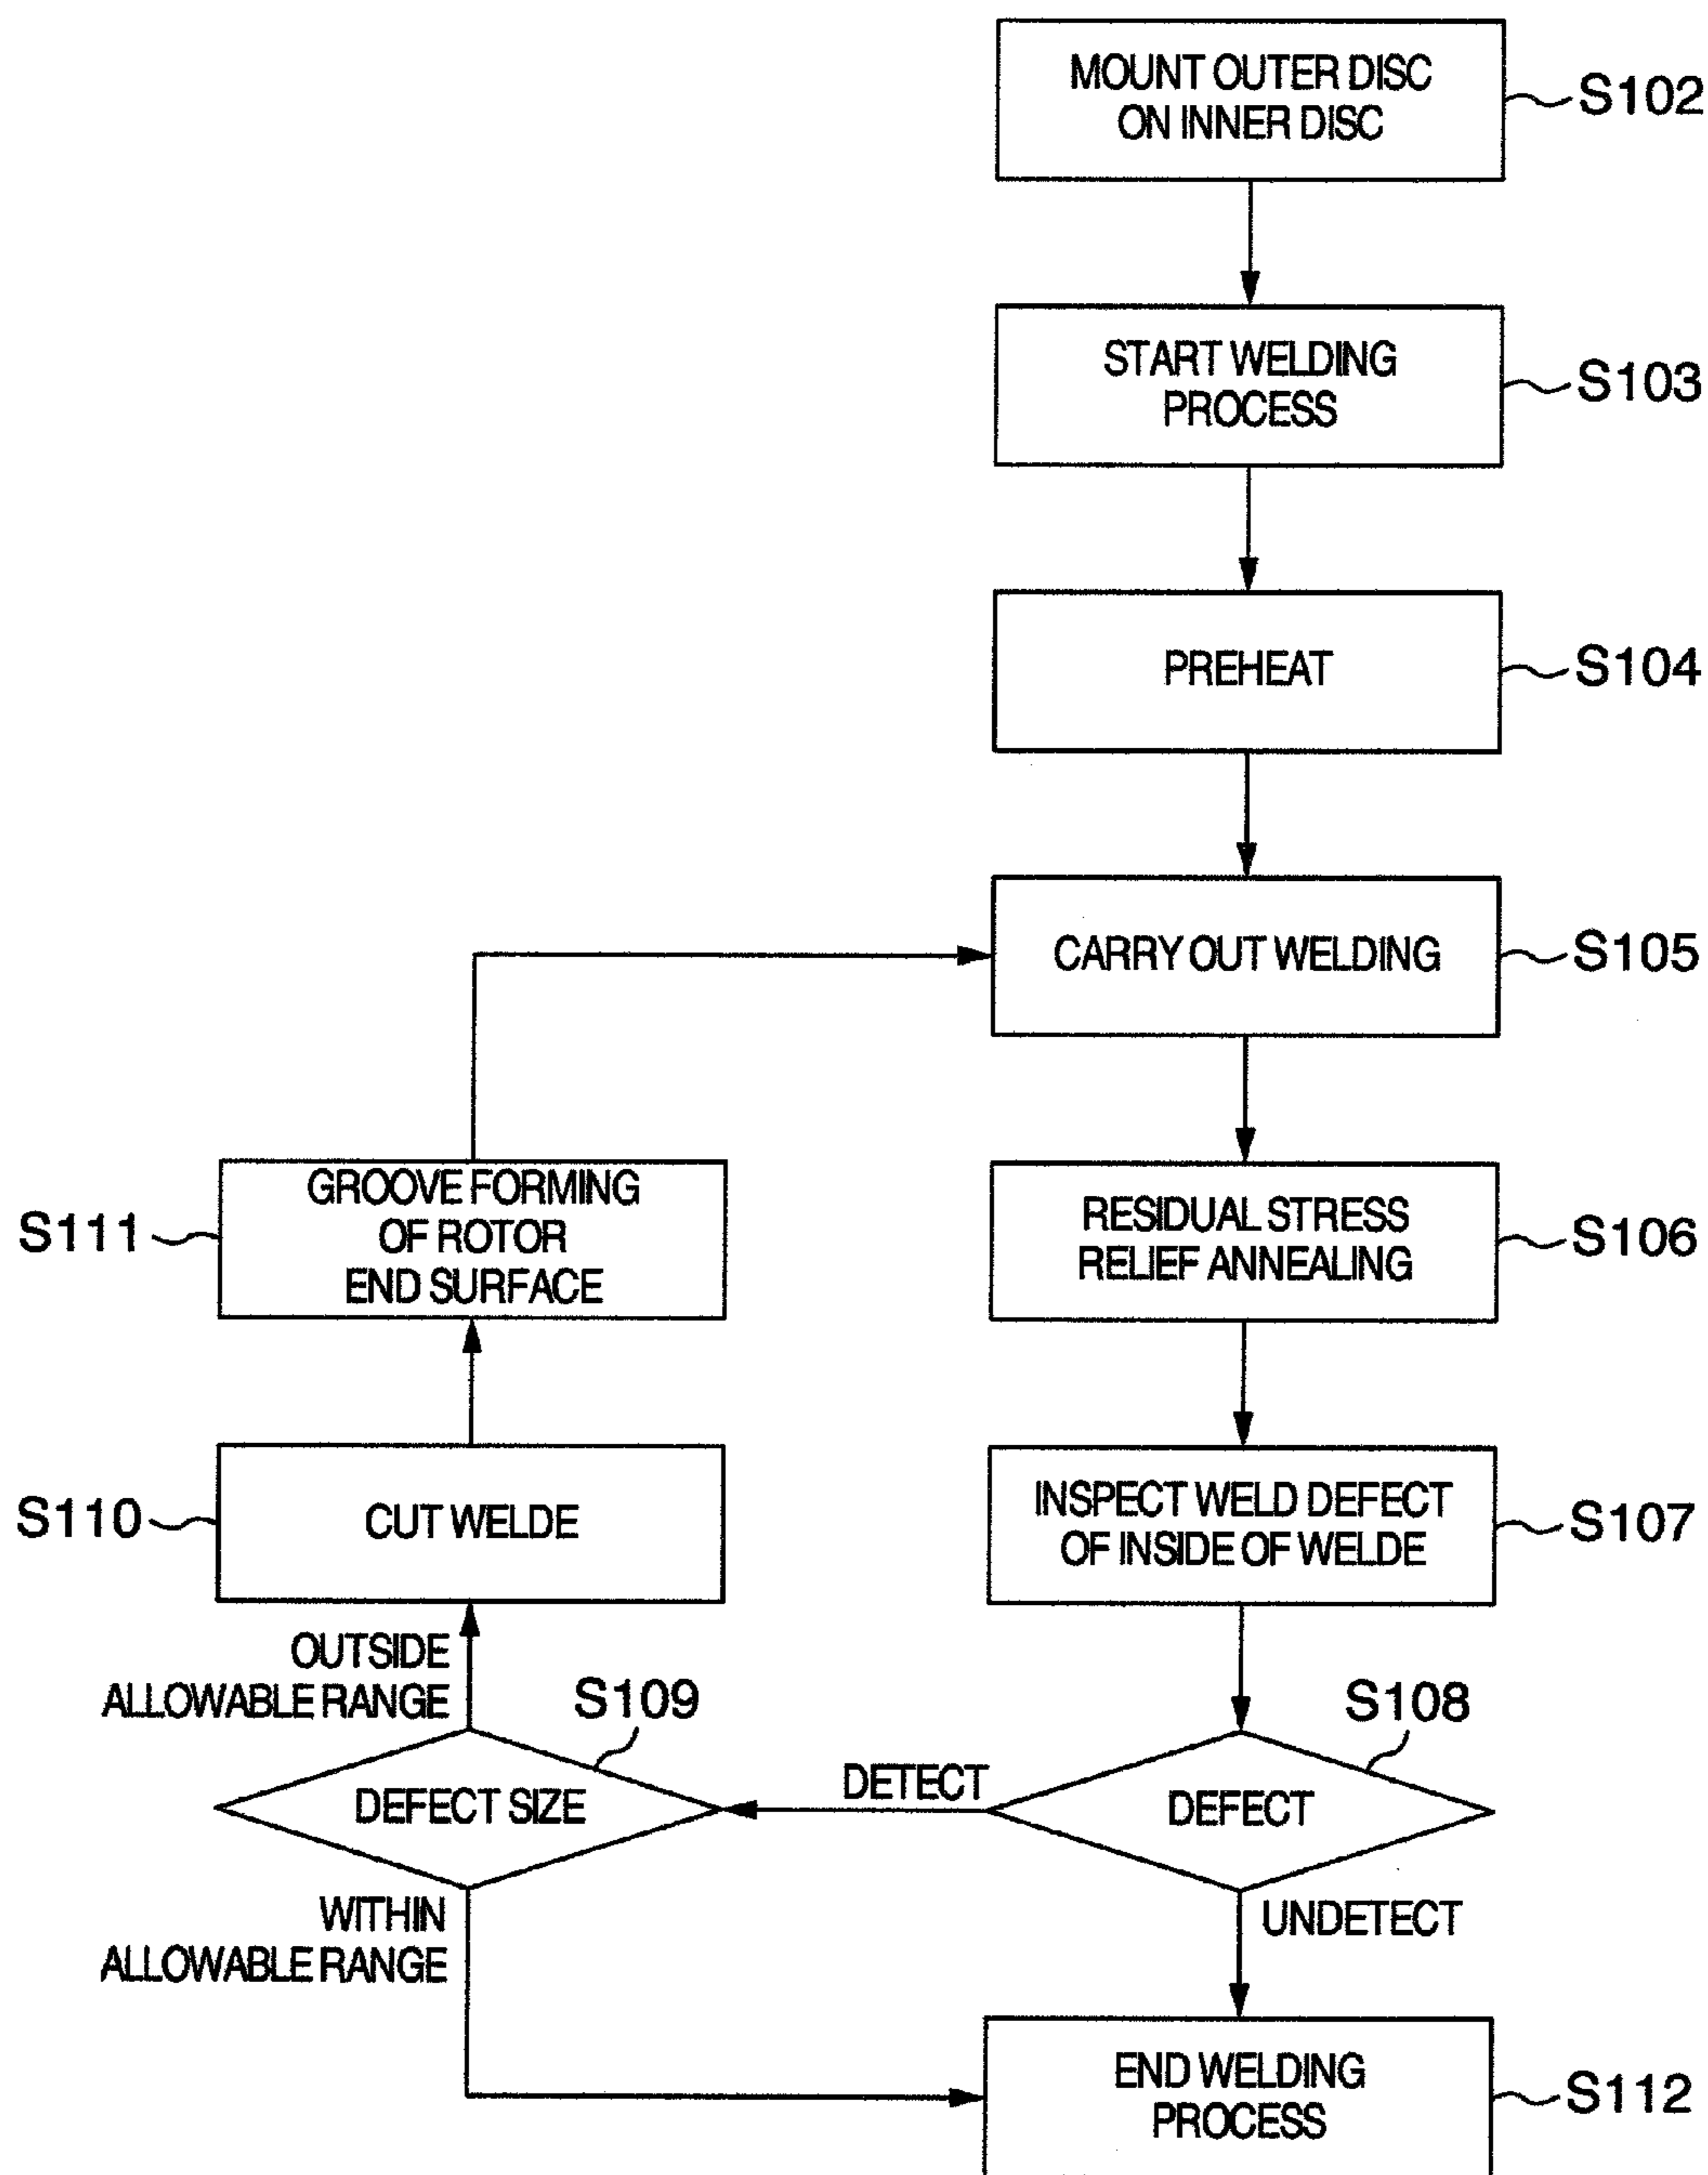 MOUNT OUTER DISC
ON INNER DISC
S102
START WELDING
PROCESS
S103
PREHEAT
S104
CARRY OUT WELDING
S105
GROOVE FORMING
OF ROTOR
END SURFACE
S111
RESIDUAL STRESS
RELIEF ANNEALING
S106
CUT WELDE
S110
INSPECT WELD DEFECT
OF INSIDE OF WELDE
S107
OUTSIDE
ALLOWABLE RANGE
S109
S108
DEFECT SIZE
DETECT
DEFECT
WITHIN
ALLOWABLE RANGE
UNDETECT
END WELDING
PROCESS
S112